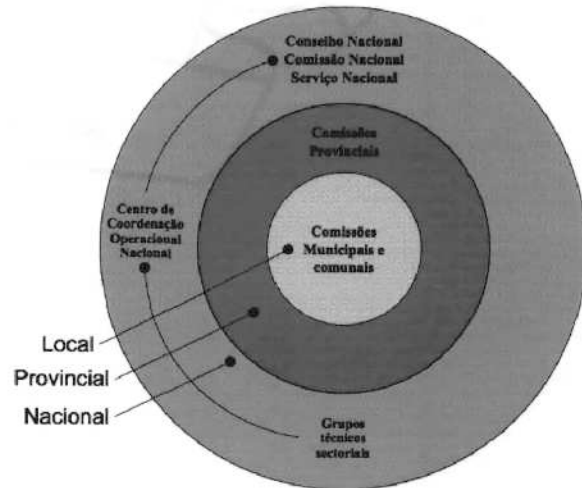 Conselho Nacional
Comissão Nacional
Serviço Nacional
Comissões
Provinciais
Centro de
Coordenação
Operacional
Nacional
Comissões
Municipais e
comunais
Local
Provincial
Nacional
Grupos
técnicos
sectoriais